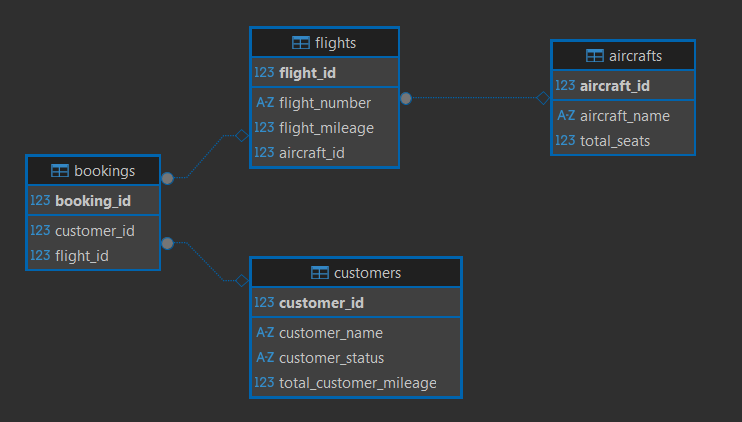 flights
123 flight_id
A-Z flight_number
123 flight_mileage
123 aircraft_id
aircrafts
123 aircraft_id
A-Z aircraft_name
123 total_seats
bookings
123 booking_id
123 customer_id
123 flight_id
customers
123 customer_id
A-Z customer_name
A-Z customer_status
123 total_customer_mileage